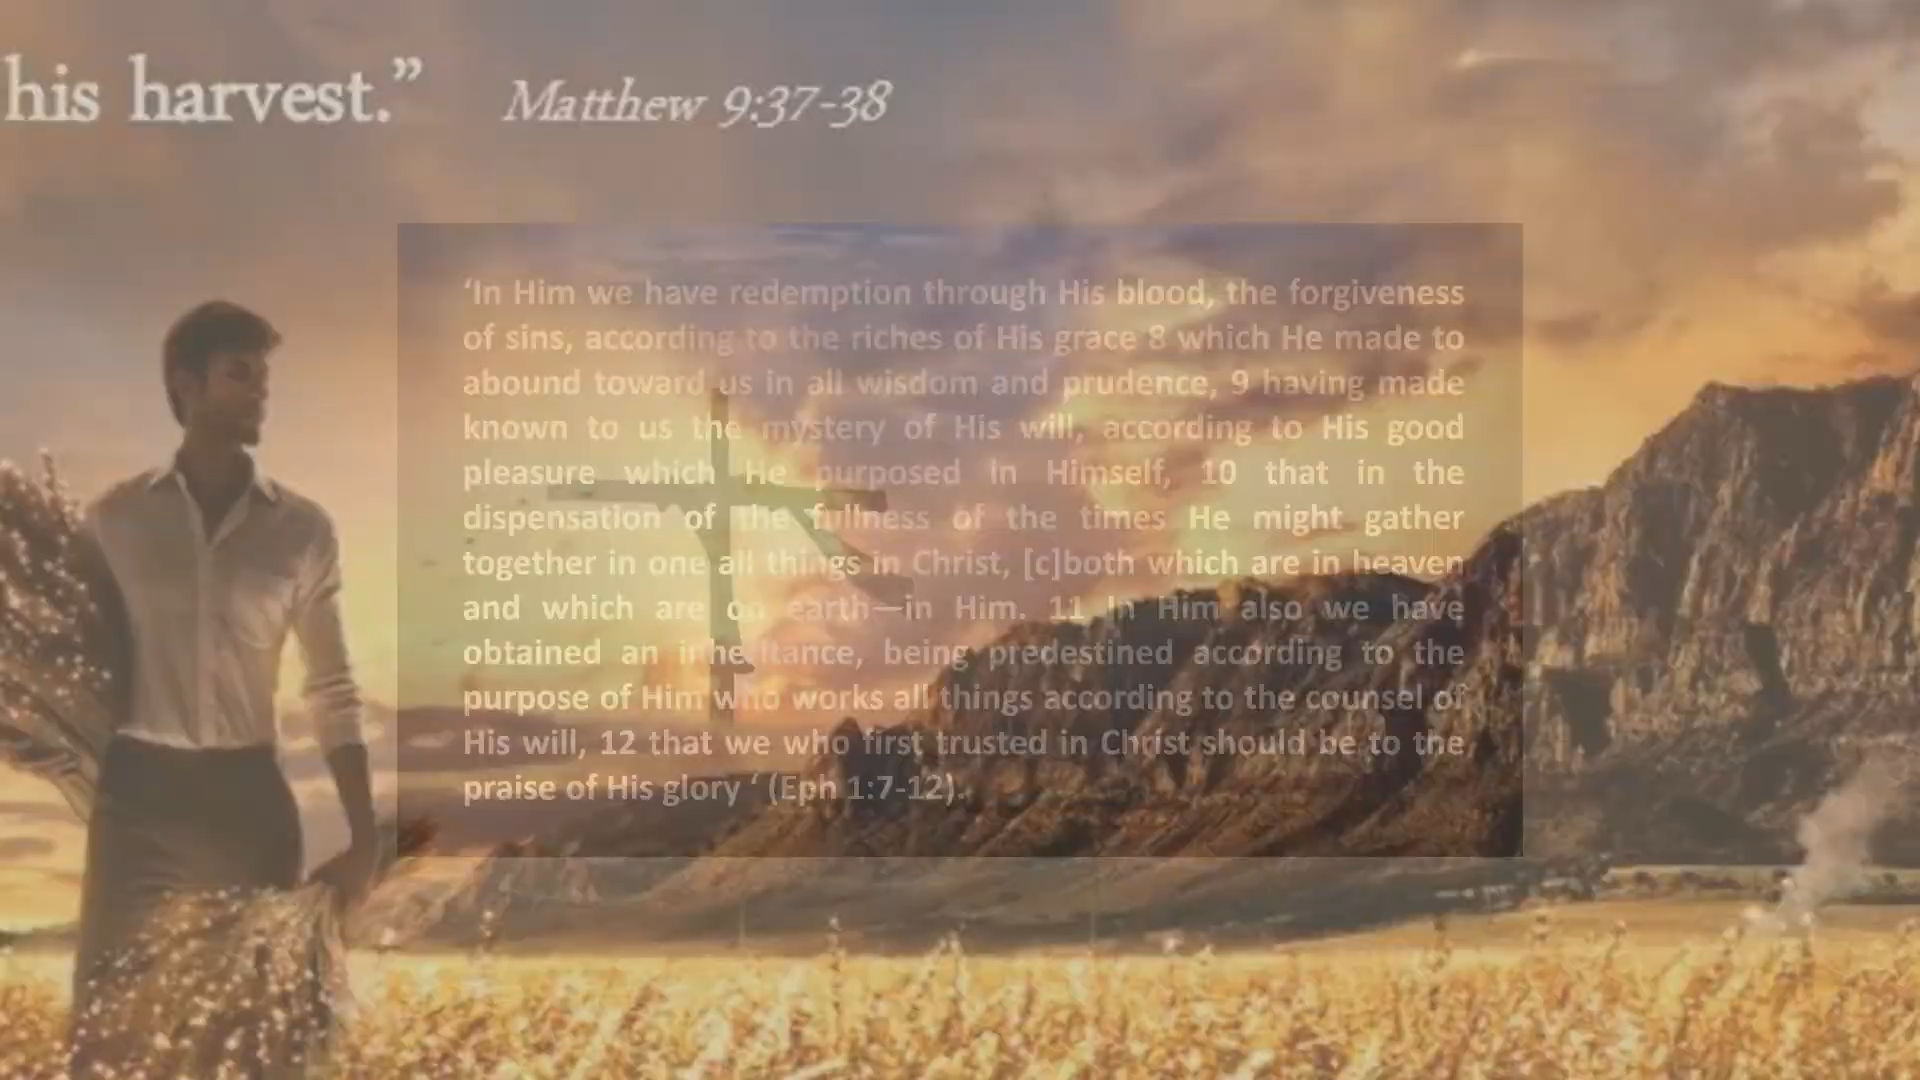 his harvest.” Matthew 9:37-38
‘In Him we have redemption through His blood, the forgiveness
of sins, according to the riches of His grace 8 which He made to
abound toward us in all wisdom and prudence, 9 having made
known to us the mystery of His will, according to His good
pleasure which He purposed in Himself, 10 that in the
dispensation of the fullness of the times He might gather
together in one all things in Christ, [c]both which are in heaven
and which are on earth—in Him. 11 In Him also we have
obtained an inheritance, being predestined according to the
purpose of Him who works all things according to the counsel of
His will, 12 that we who first trusted in Christ should be to the
praise of His glory ‘ (Eph 1:7-12).